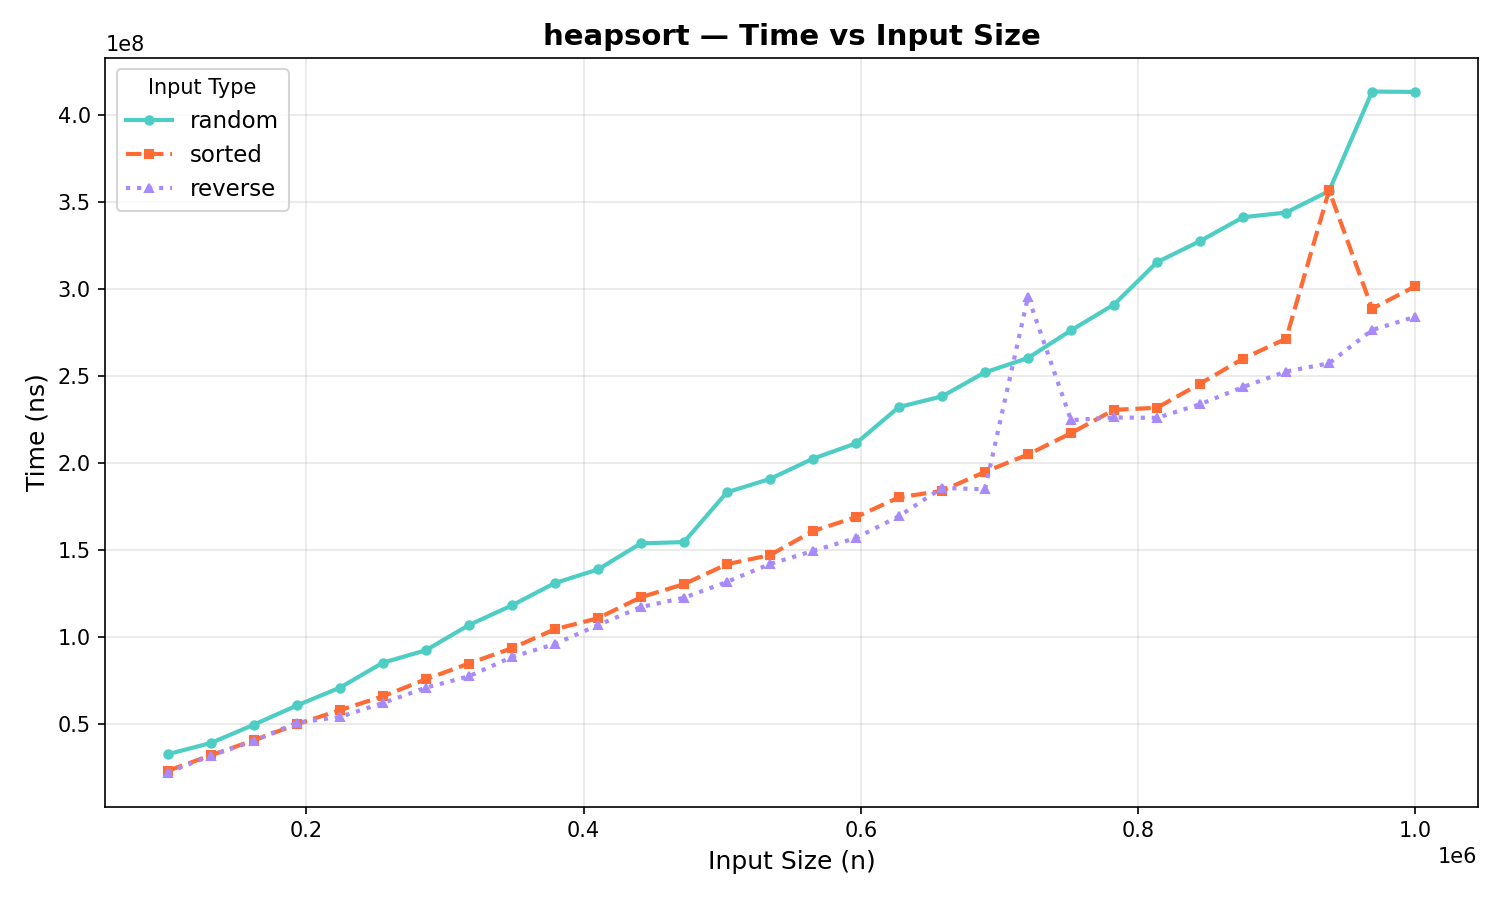 heapsort — Time vs Input Size
1e8
Input Type
random
sorted
reverse
4.0
3.5
3.0
2.5
2.0
1.5
1.0
0.5
Time (ns)
0.2 0.4 0.6 0.8 1.0
1e6
Input Size (n)